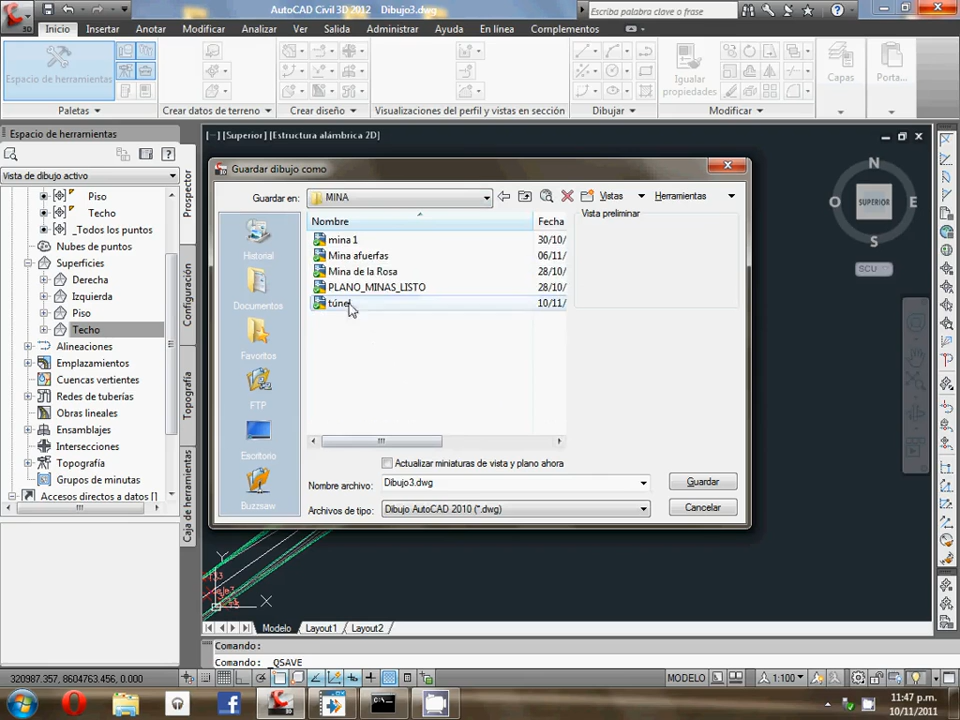 AutoCAD Civil 3D 2012 Dibujo3.dwg
Escriba palabra clave o frase
Inicio Insertar Anotar Modificar Analizar Ver Salida Administrar Ayuda En línea Complementos
Espacio de herramientas
Igualar propiedades
Capas
Porta...
Paletas
Crear datos de terreno
Crear diseño
Visualizaciones del perfil y vistas en sección
Dibujar
Modificar
Espacio de herramientas
Vista de dibujo activo
Piso
Techo
_Todos los puntos
Nubes de puntos
Superficies
Derecha
Izquierda
Piso
Techo
Alineaciones
Emplazamientos
Cuencas vertientes
Redes de tuberías
Obras lineales
Ensamblajes
Intersecciones
Topografía
Grupos de minutas
Accesos directos a datos []
Prospector
Configuración
Topografía
Caja de herramientas
[−] [Superior] [Estructura alámbrica 2D]
N
O SUPERIOR E
S
SCU
Guardar dibujo como
Guardar en: MINA
Vistas
Herramientas
Nombre Fecha
mina 1 30/10/
Mina afuerfas 06/11/
Mina de la Rosa 28/10/
PLANO_MINAS_LISTO 28/10/
túnel 10/11/
Vista preliminar
Historial
Documentos
Favoritos
FTP
Escritorio
Buzzsaw
Actualizar miniaturas de vista y plano ahora
Nombre archivo: Dibujo3.dwg
Guardar
Archivos de tipo: Dibujo AutoCAD 2010 (*.dwg)
Cancelar
Y
X
Modelo Layout1 Layout2
Comando:
Comando: _QSAVE
320987.357, 8604763.456, 0.000
MODELO
1:100
11:47 p.m.
10/11/2011